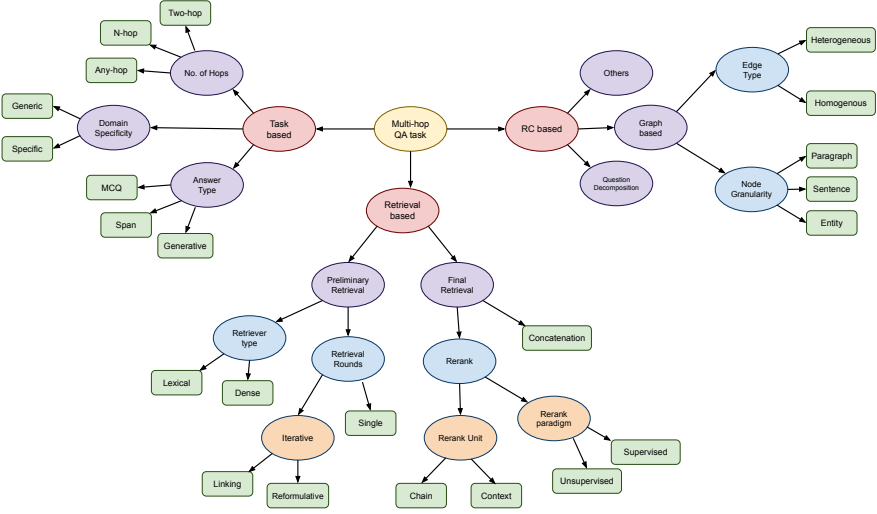 Two-hop
N-hop
Any-hop
No. of Hops
Generic
Specific
Domain
Specificity
Task
based
MCQ
Span
Generative
Answer
Type
Multi-hop
QA task
RC based
Others
Question
Decomposition
Graph
based
Edge
Type
Heterogeneous
Homogenous
Node
Granularity
Paragraph
Sentence
Entity
Retrieval
based
Preliminary
Retrieval
Final
Retrieval
Retriever
type
Retrieval
Rounds
Rerank
Concatenation
Lexical
Dense
Iterative
Single
Rerank Unit
Rerank
paradigm
Linking
Reformulative
Chain
Context
Supervised
Unsupervised